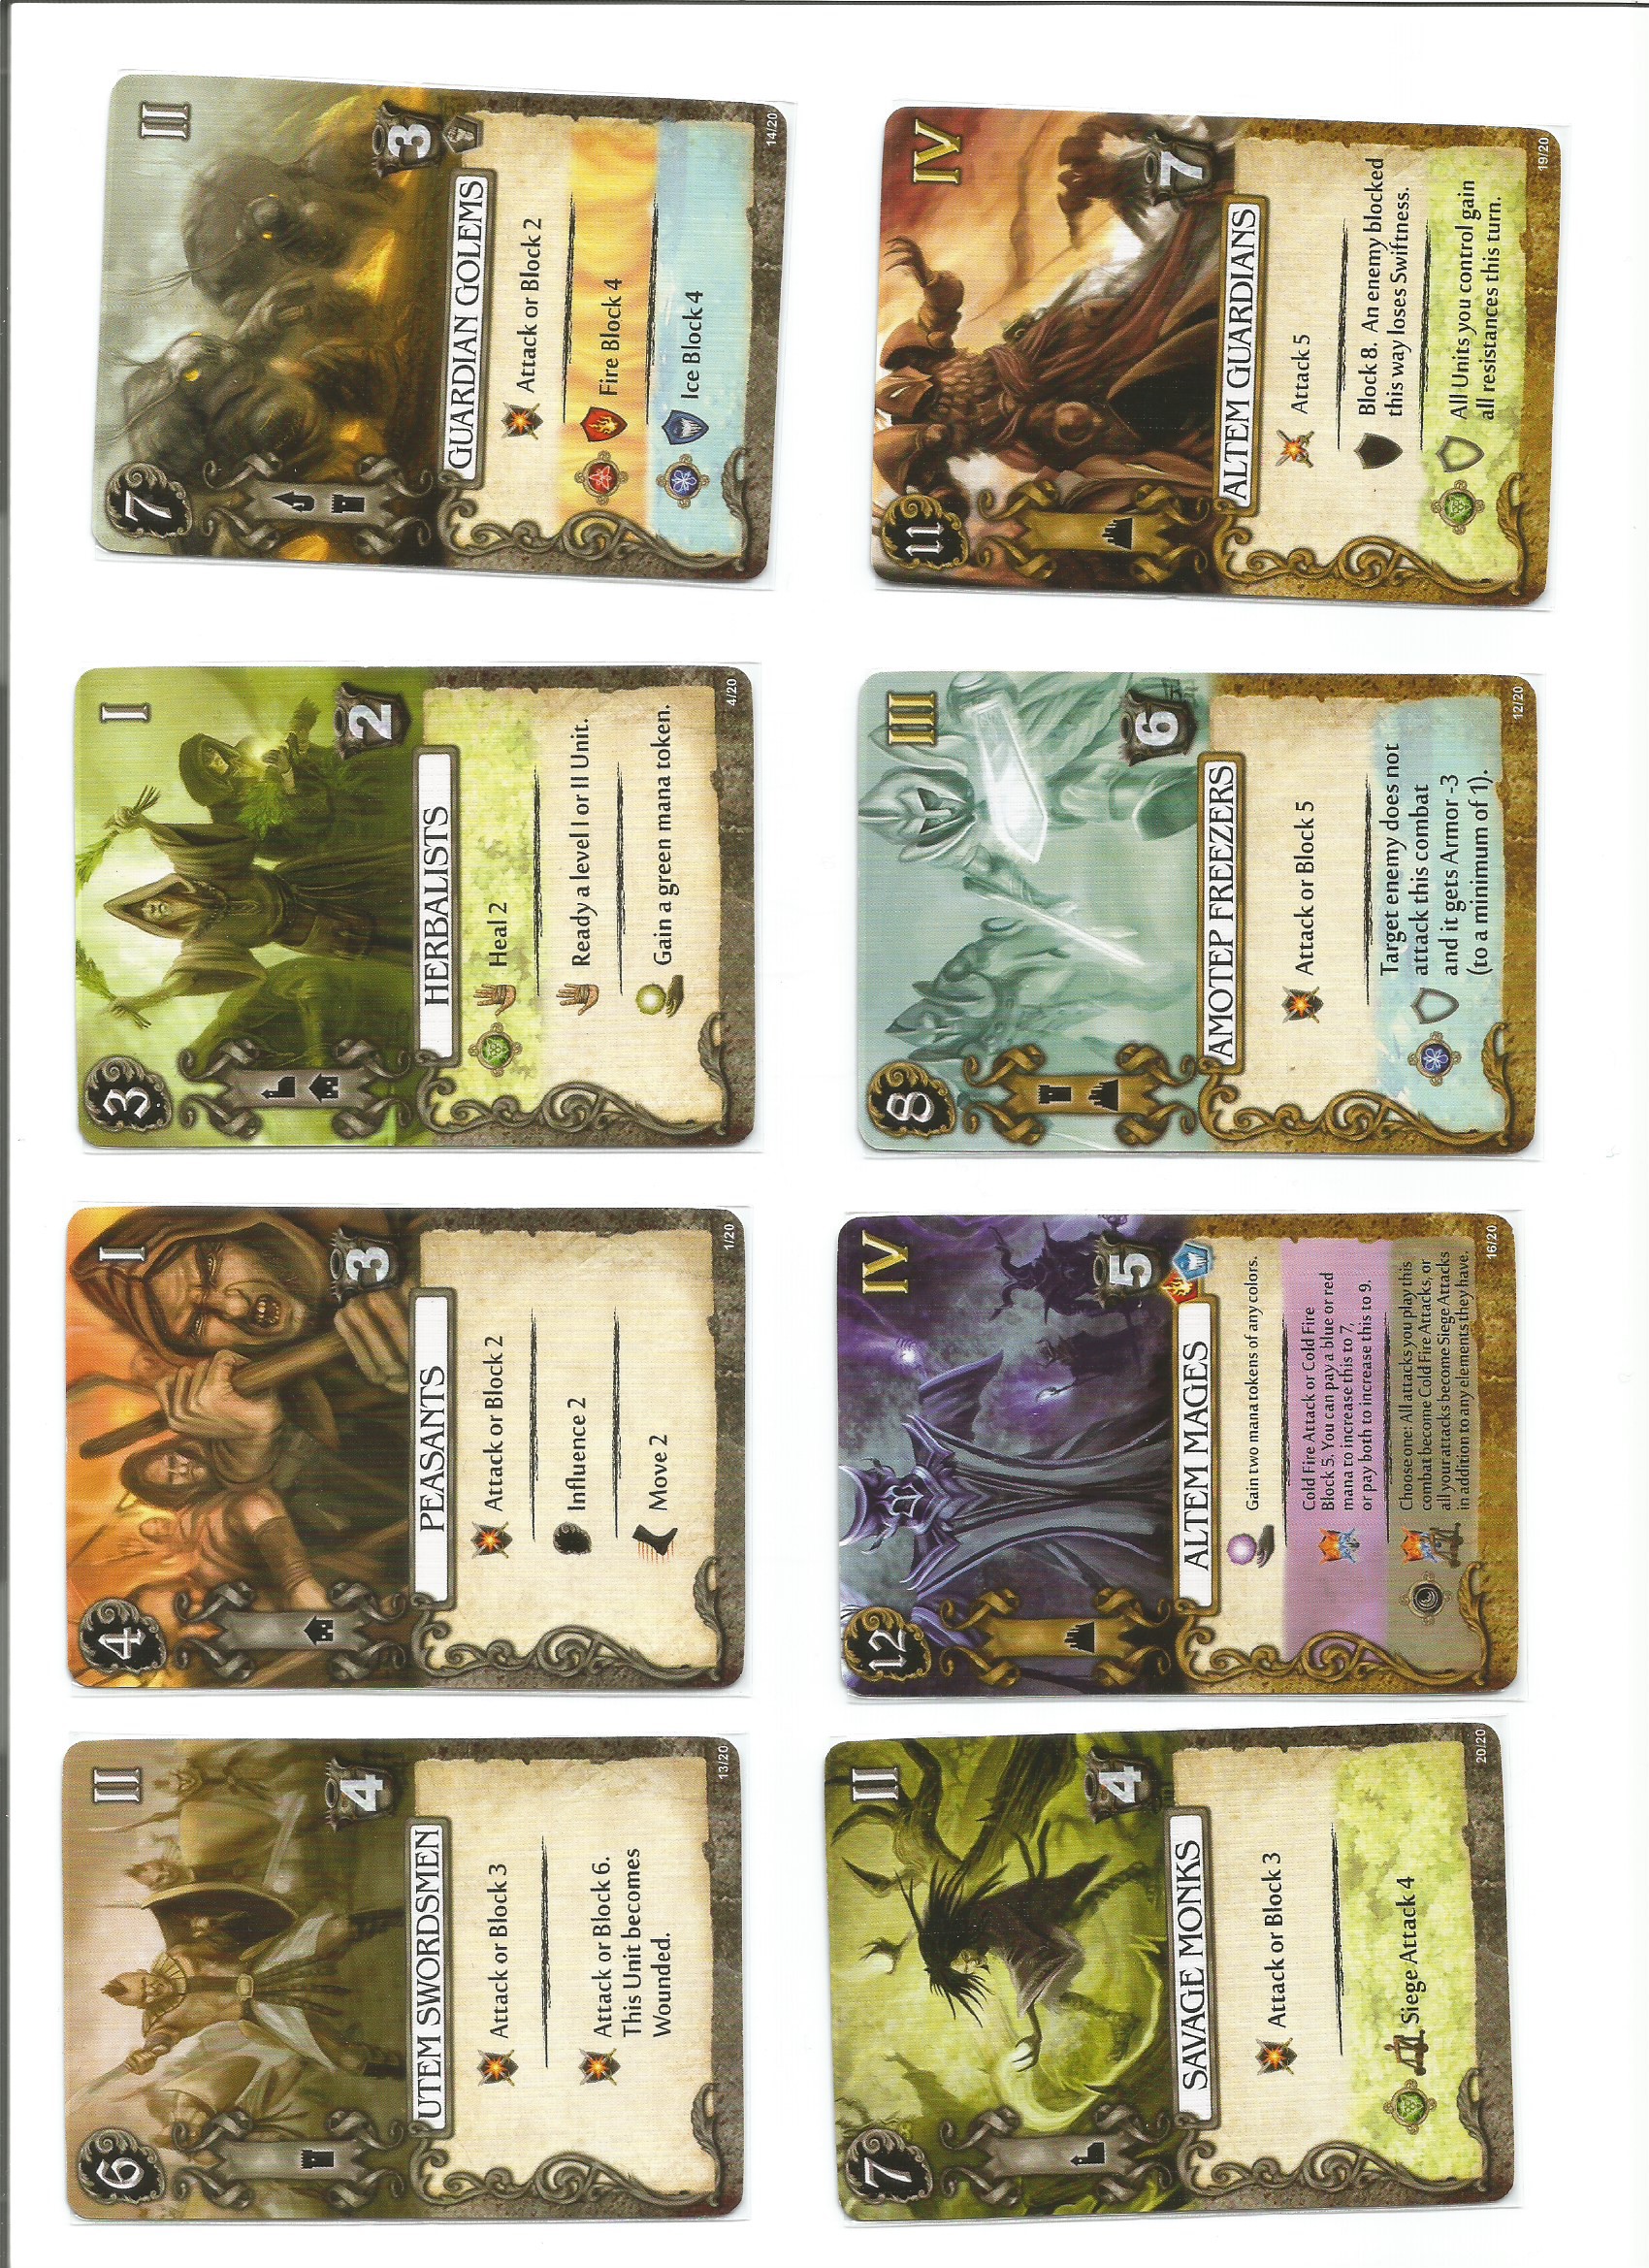 6
II
4
UTEM SWORDSMEN
Attack or Block 3
Attack or Block 6.
This Unit becomes
Wounded.
13/20
4
I
3
PEASANTS
Attack or Block 2
Influence 2
Move 2
1/20
3
I
2
HERBALISTS
Heal 2
Ready a level I or II Unit.
Gain a green mana token.
4/20
7
II
3
GUARDIAN GOLEMS
Attack or Block 2
Fire Block 4
Ice Block 4
14/20
7
II
4
SAVAGE MONKS
Attack or Block 3
Siege Attack 4
20/20
12
IV
5
ALTEM MAGES
Gain two mana tokens of any colors.
Cold Fire Attack or Cold Fire
Block 5. You can pay a blue or red
mana to increase this to 7,
or pay both to increase this to 9.
Choose one: All attacks you play this
combat become Cold Fire Attacks, or
all your attacks become Siege Attacks
in addition to any elements they have.
16/20
8
III
6
AMOTEP FREEZERS
Attack or Block 5
Target enemy does not
attack this combat
and it gets Armor -3
(to a minimum of 1).
12/20
11
IV
7
ALTEM GUARDIANS
Attack 5
Block 8. An enemy blocked
this way loses Swiftness.
All Units you control gain
all resistances this turn.
19/20